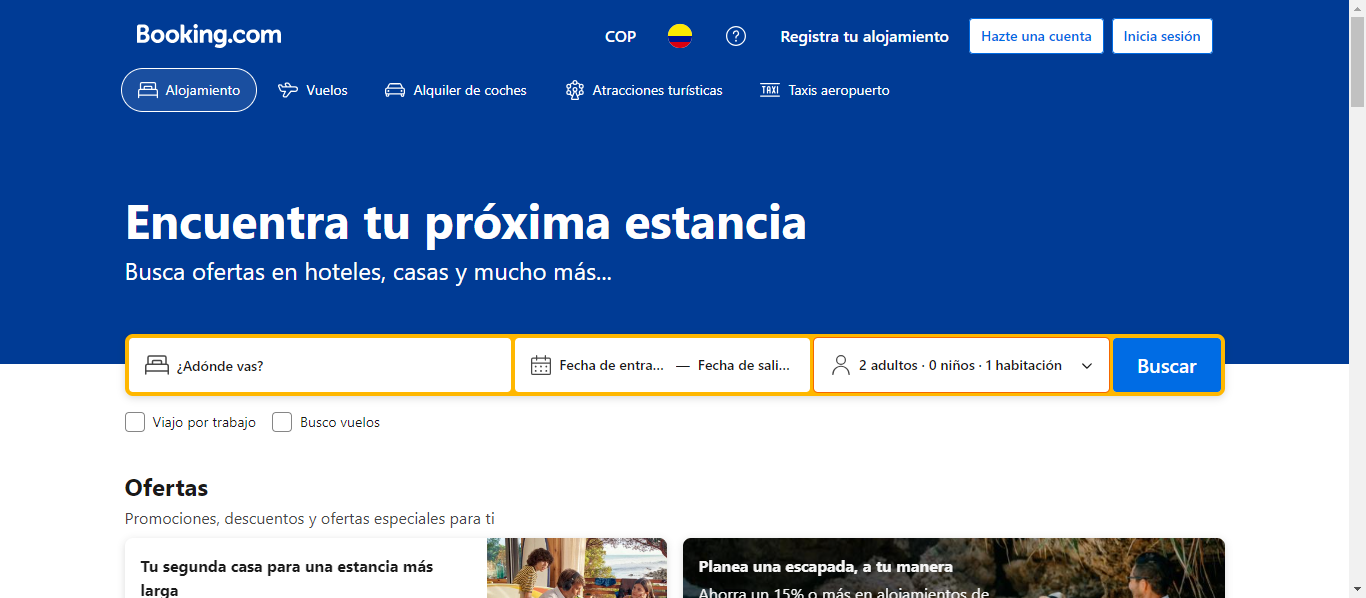 Booking.com
COP
Registra tu alojamiento
Hazte una cuenta
Inicia sesión
Alojamiento
Vuelos
Alquiler de coches
Atracciones turísticas
TAXI
Taxis aeropuerto
Encuentra tu próxima estancia
Busca ofertas en hoteles, casas y mucho más...
¿Adónde vas?
Fecha de entra... — Fecha de sali...
2 adultos · 0 niños · 1 habitación
Buscar
Viajo por trabajo
Busco vuelos
Ofertas
Promociones, descuentos y ofertas especiales para ti
Tu segunda casa para una estancia más
larga
Planea una escapada, a tu manera
Ahorra un 15% o más en alojamientos de